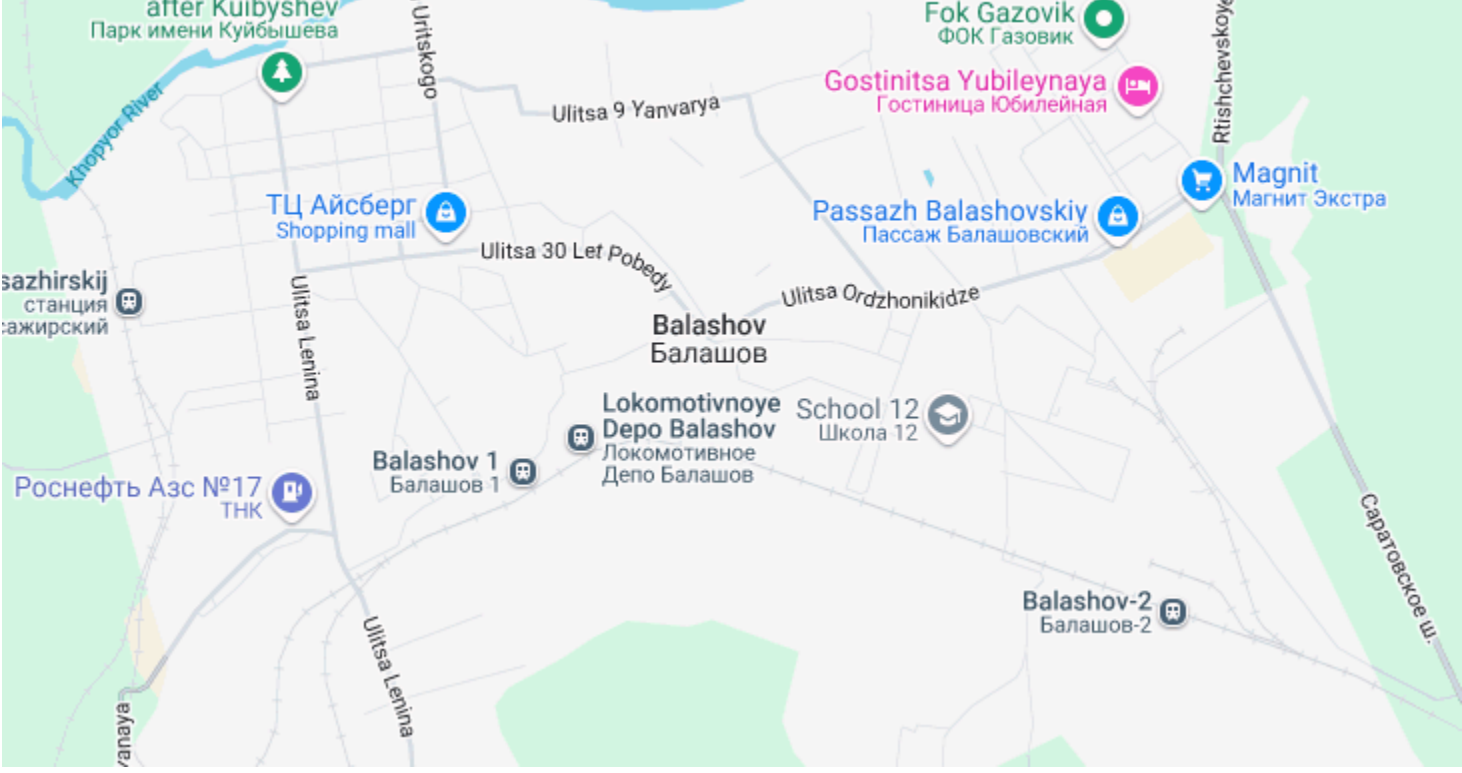 after Kuibyshev
Парк имени Куйбышева
Uritskogo
Fok Gazovik
ФОК Газовик
Rtishchevskoye
Gostinitsa Yubileynaya
Гостиница Юбилейная
Ulitsa 9 Yanvarya
Khopyor River
Magnit
Магнит Экстра
ТЦ Айсберг
Shopping mall
Passazh Balashovskiy
Пассаж Балашовский
Ulitsa 30 Let Pobedy
sazhirskij
станция
сажирский
Ulitsa Lenina
Ulitsa Ordzhonikidze
Balashov
Балашов
Lokomotivnoye
Depo Balashov
Локомотивное
Депо Балашов
School 12
Школа 12
Balashov 1
Балашов 1
Роснефть Азс №17
ТНК
Саратовское ш.
Balashov-2
Балашов-2
Ulitsa Lenina